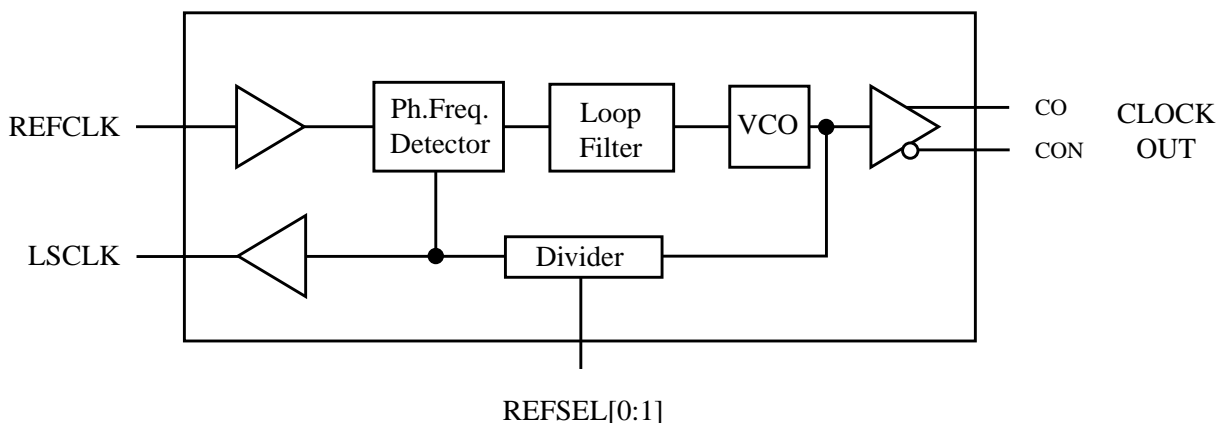 REFCLK
Ph.Freq.
Detector
Loop
Filter
VCO
CO
CON
CLOCK
OUT
LSCLK
Divider
REFSEL[0:1]